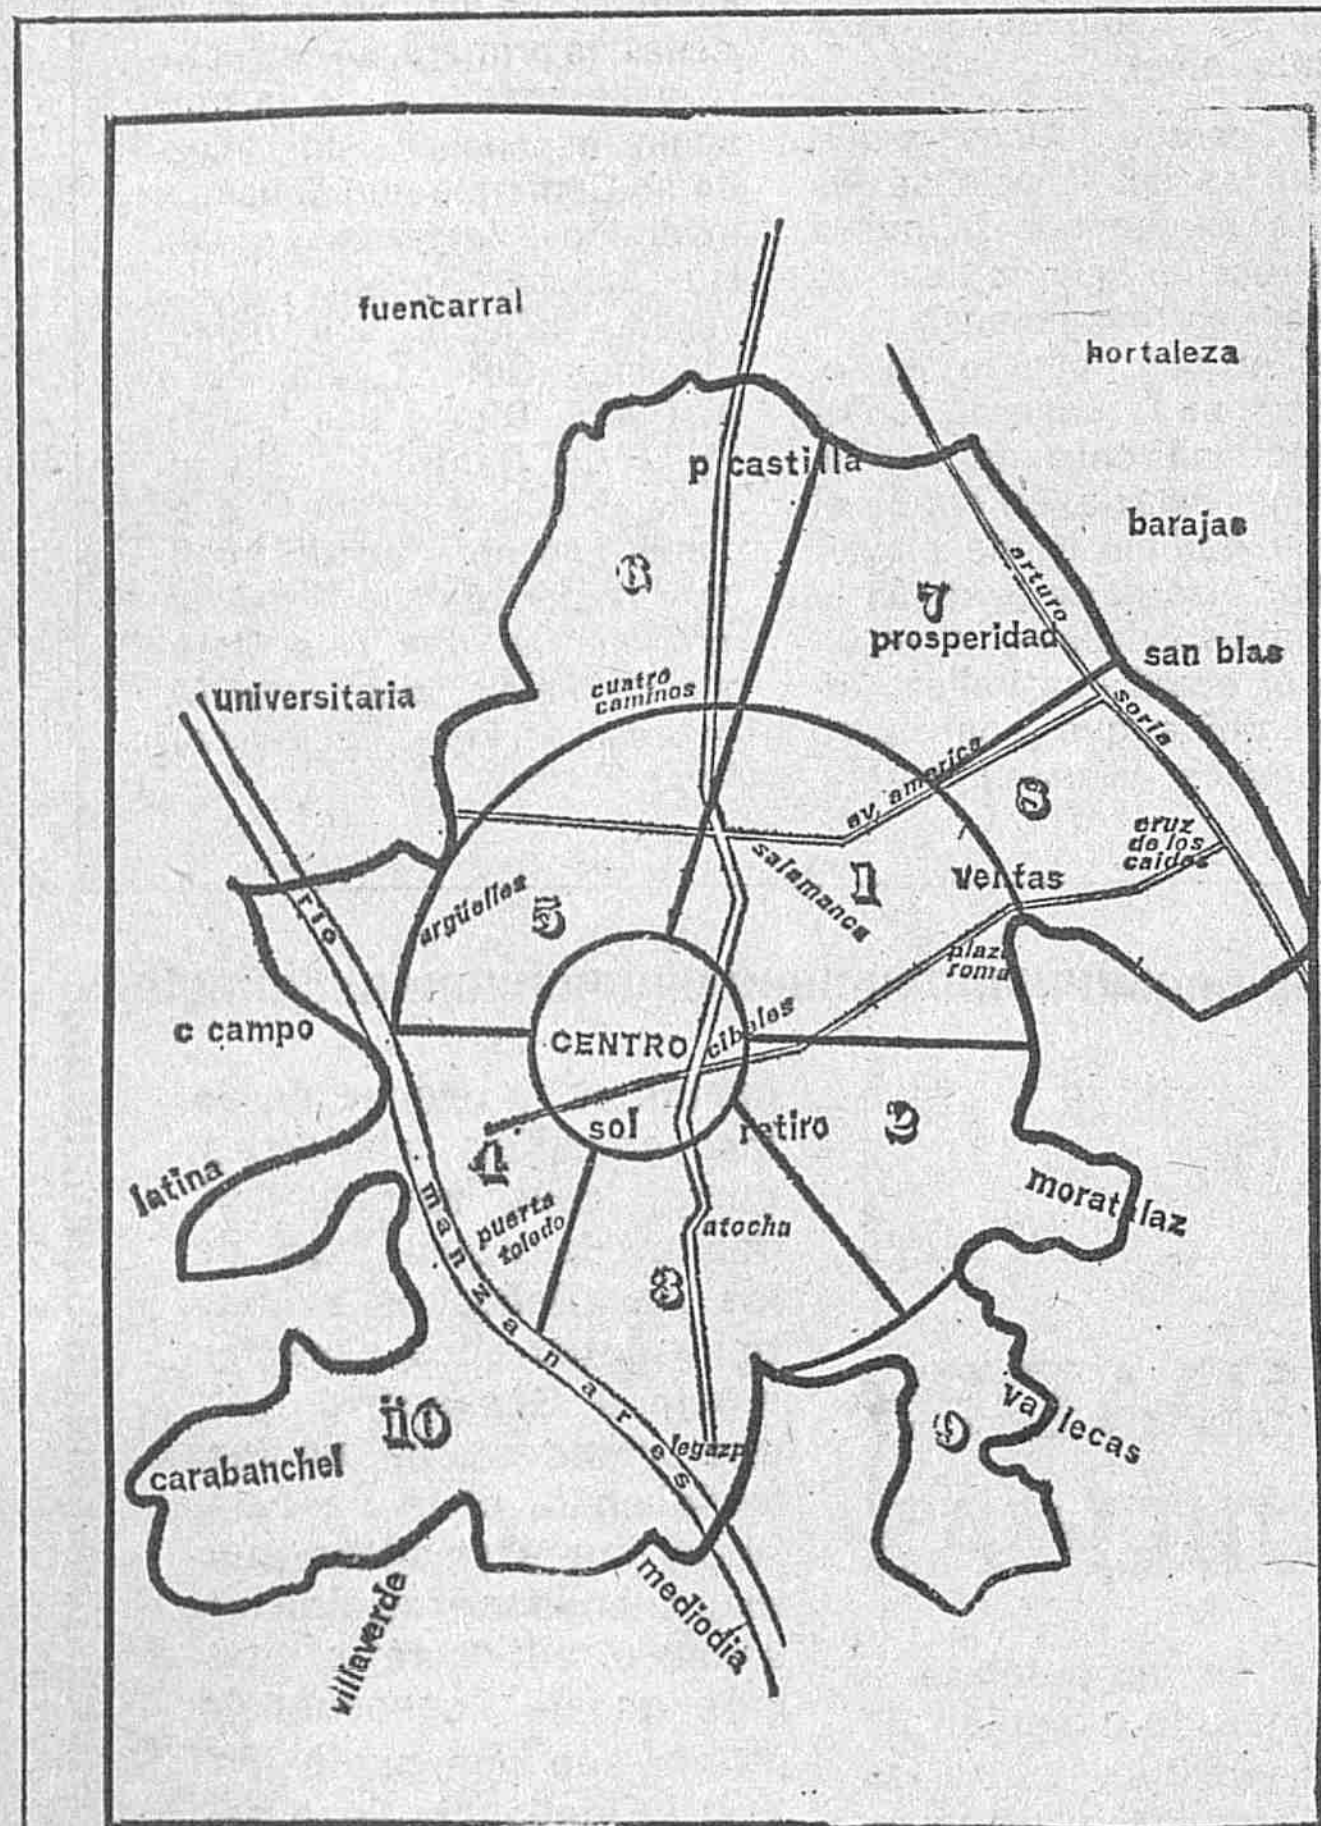 fuencarral
hortaleza
p castilla
barajas
6
arturo
7
prosperidad
san blas
universitaria
cuatro
caminos
soria
av. america
8
cruz
de los
caidos
salamanca
1
ventas
argüelles
5
rio
plaza
roma
c campo
CENTRO
cibeles
sol
retiro
2
4
latina
manzanares
puerta
toledo
moratalaz
atocha
3
10
vallecas
9
legazpi
carabanchel
villaverde
mediodia